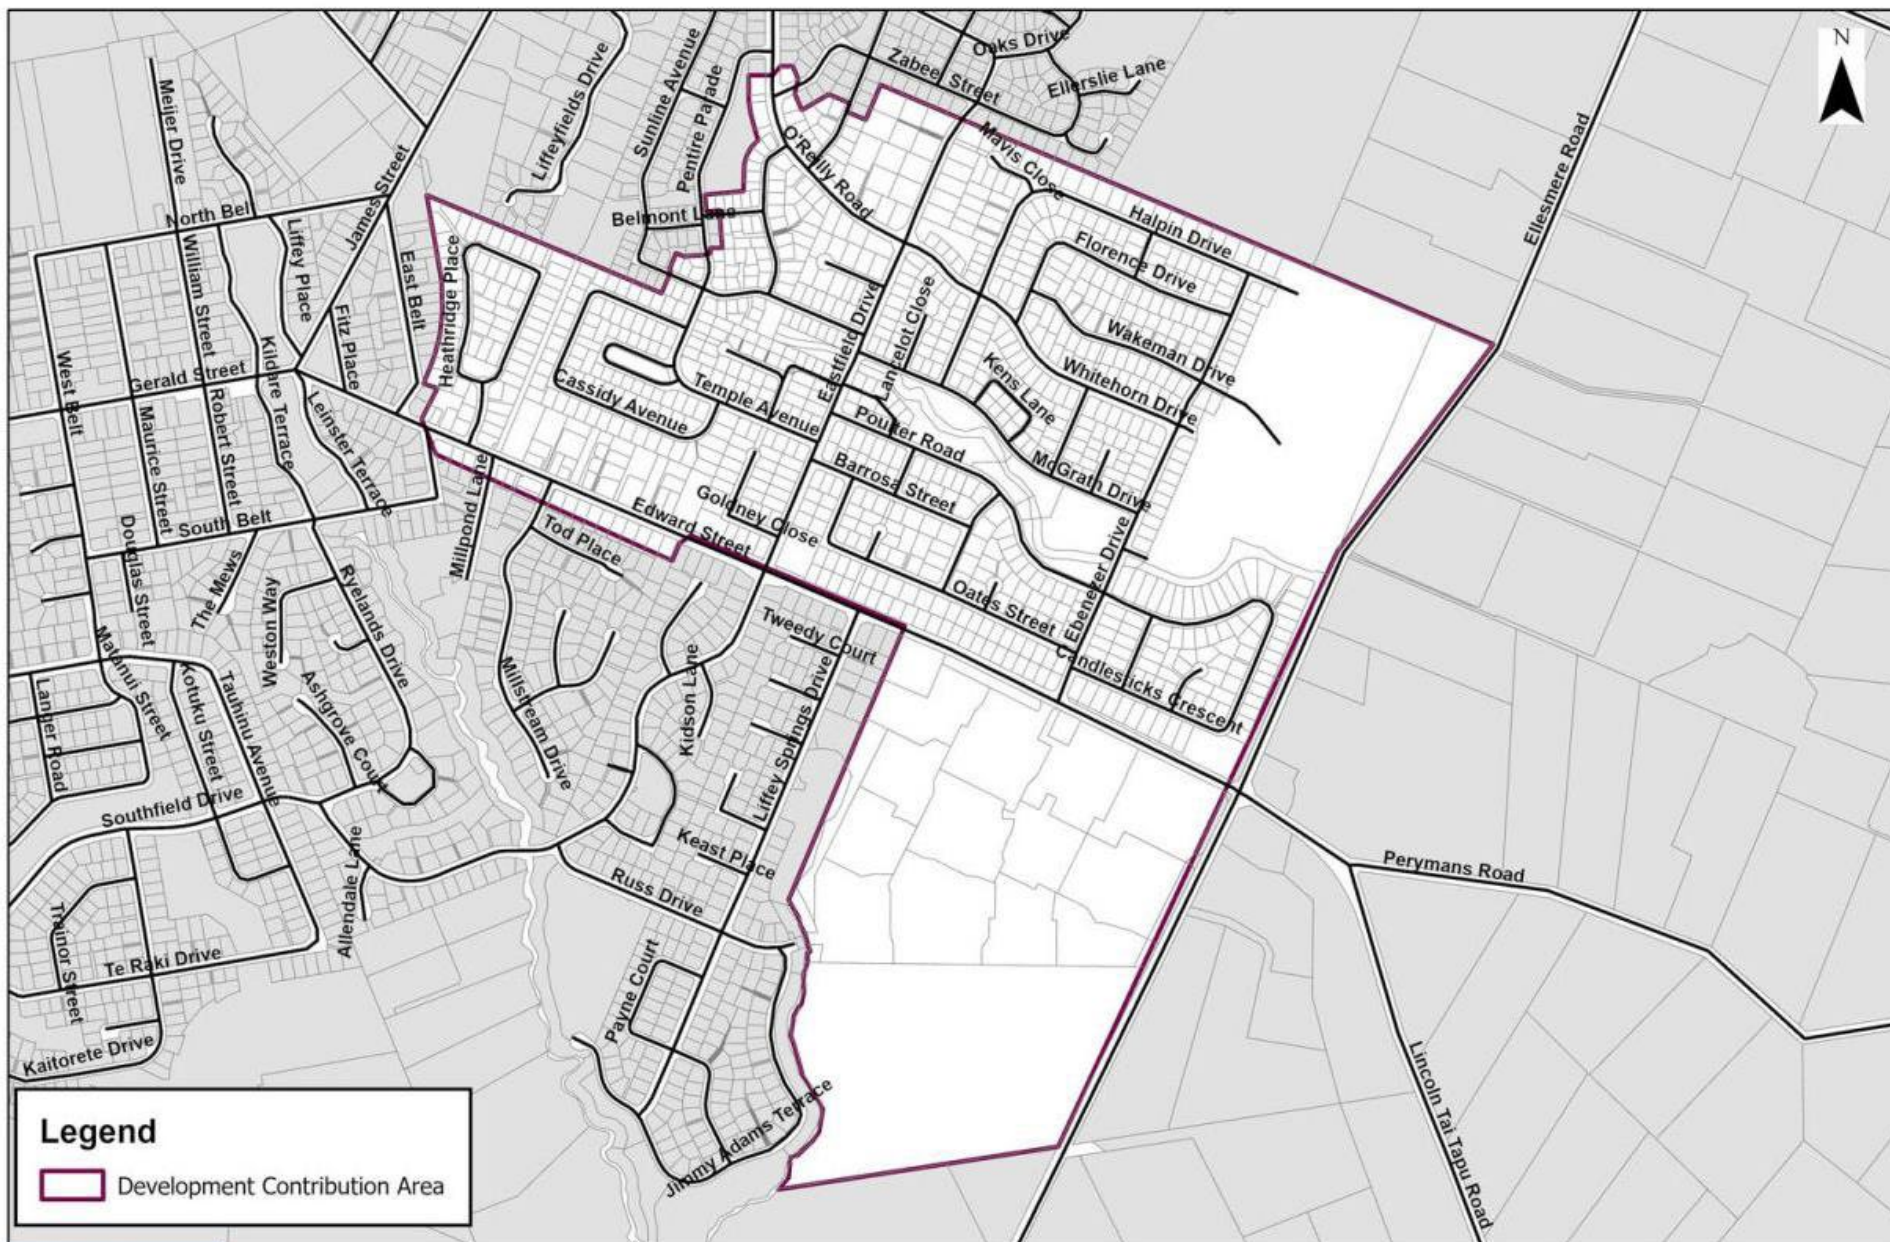 N
Oaks Drive
Zabeel Street
Ellerslie Lane
Meijer Drive
Liffeyfields Drive
Sunline Avenue
Pentire Parade
O'Reilly Road
Mavis Close
Ellesmere Road
James Street
North Bel
Belmont Lane
Halpin Drive
Florence Drive
William Street
Liffey Place
East Belt
Heathridge Place
Fitz Place
Eastfield Drive
Lancelot Close
Wakeman Drive
West Belt
Gerald Street
Kildare Terrace
Kens Lane
Whitehorn Drive
Cassidy Avenue
Temple Avenue
Maurice Street
Robert Street
Leinster Terrace
Poulter Road
Barrosa Street
McGrath Drive
South Belt
Millpond Lane
Goldney Close
Edward Street
Tod Place
Douglas Street
The Mews
Weston Way
Ryelands Drive
Oates Street
Ebenezer Drive
Tweedy Court
Candlesticks Crescent
Matanui Street
Kotuku Street
Tauhinu Avenue
Ashgrove Court
Langer Road
Millstream Drive
Kidson Lane
Liffey Springs Drive
Southfield Drive
Allendale Lane
Keast Place
Russ Drive
Perymans Road
Trainor Street
Te Raki Drive
Payne Court
Kaitorete Drive
Jimmy Adams Terrace
Lincoln Tai Tapu Road
Legend
Development Contribution Area